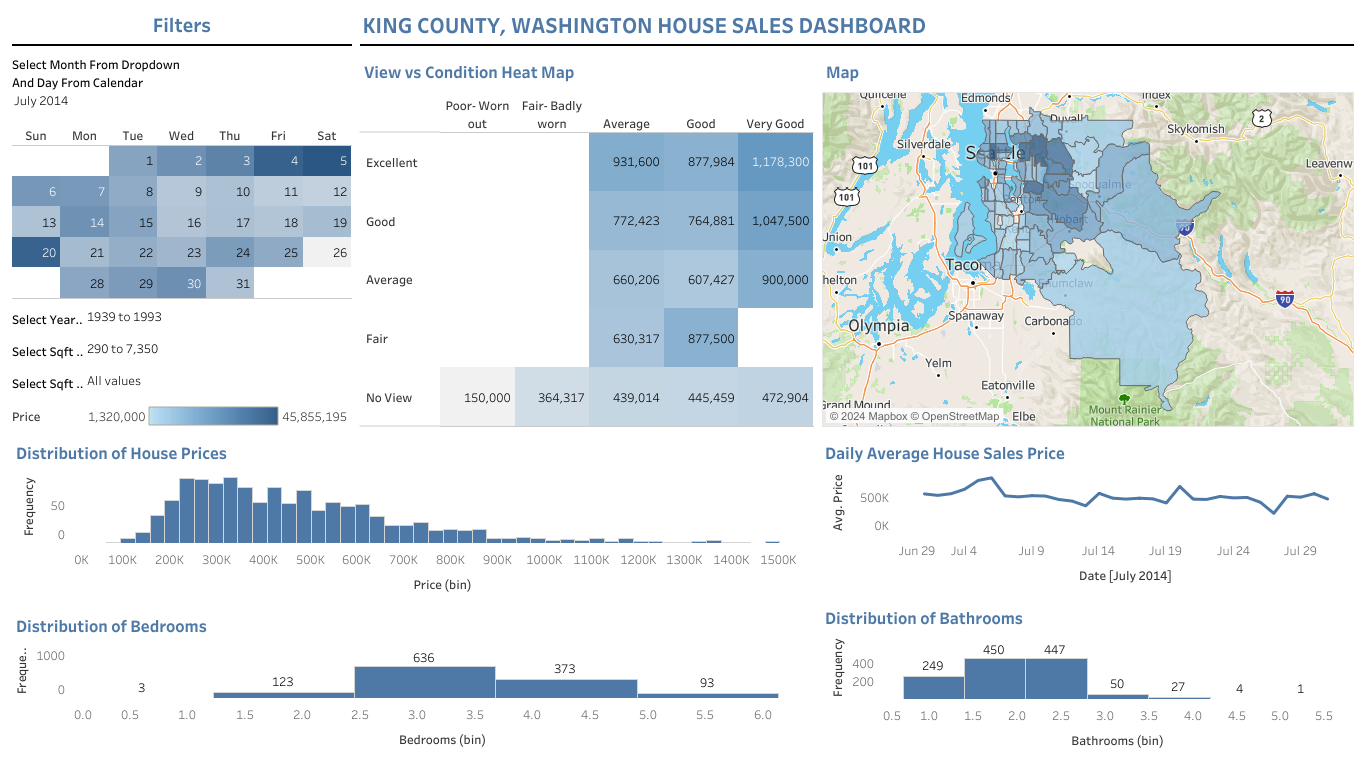 Filters
KING COUNTY, WASHINGTON HOUSE SALES DASHBOARD
Select Month From Dropdown
And Day From Calendar
July 2014
Sun Mon Tue Wed Thu Fri Sat
1 2 3 4 5
6 7 8 9 10 11 12
13 14 15 16 17 18 19
20 21 22 23 24 25 26
28 29 30 31
Select Year.. 1939 to 1993
Select Sqft .. 290 to 7,350
Select Sqft .. All values
Price 1,320,000 45,855,195
View vs Condition Heat Map
Poor- Worn out Fair- Badly worn Average Good Very Good
Excellent 931,600 877,984 1,178,300
Good 772,423 764,881 1,047,500
Average 660,206 607,427 900,000
Fair 630,317 877,500
No View 150,000 364,317 439,014 445,459 472,904
Map
Edmonds
Skykomish
2
Silverdale
Seattle
101
Leavenw
101
Union
Tacom
90
Spanaway
Carbonado
Olympia
Yelm
Eatonville
Elbe
Mount Rainier
National Park
© 2024 Mapbox © OpenStreetMap
Distribution of House Prices
Frequency
50
0
0K 100K 200K 300K 400K 500K 600K 700K 800K 900K 1000K 1100K 1200K 1300K 1400K 1500K
Price (bin)
Daily Average House Sales Price
Avg. Price
500K
0K
Jun 29 Jul 4 Jul 9 Jul 14 Jul 19 Jul 24 Jul 29
Date [July 2014]
Distribution of Bedrooms
Freque..
1000
0
3 123 636 373 93
0.0 0.5 1.0 1.5 2.0 2.5 3.0 3.5 4.0 4.5 5.0 5.5 6.0
Bedrooms (bin)
Distribution of Bathrooms
Frequency
400
200
249 450 447 50 27 4 1
0.5 1.0 1.5 2.0 2.5 3.0 3.5 4.0 4.5 5.0 5.5
Bathrooms (bin)